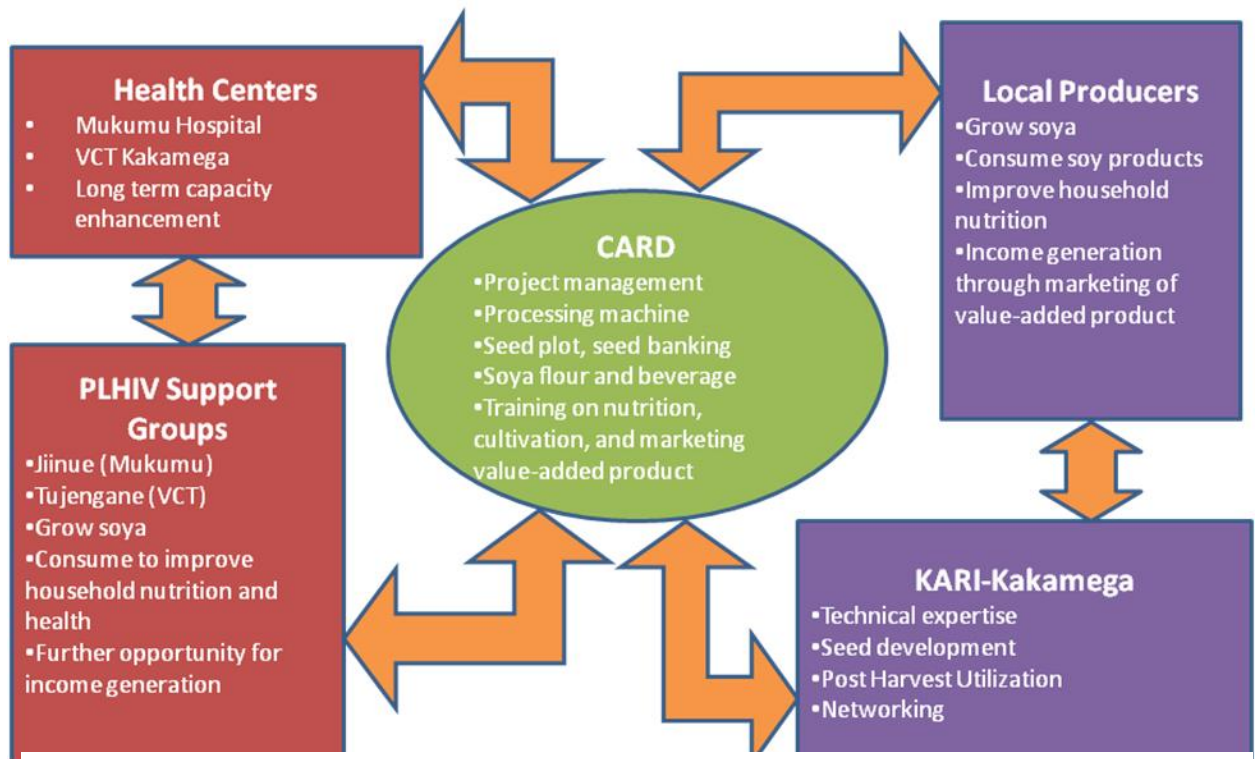 Health Centers
• Mukumu Hospital
• VCT Kakamega
• Long term capacity
enhancement
Local Producers
•Grow soya
•Consume soy products
•Improve household
nutrition
•Income generation
through marketing of
value-added product
CARD
•Project management
•Processing machine
•Seed plot, seed banking
•Soya flour and beverage
•Training on nutrition,
cultivation, and marketing
value-added product
PLHIV Support
Groups
•Jiinue (Mukumu)
•Tujengane (VCT)
•Grow soya
•Consume to improve
household nutrition and
health
•Further opportunity for
income generation
KARI-Kakamega
•Technical expertise
•Seed development
•Post Harvest Utilization
•Networking